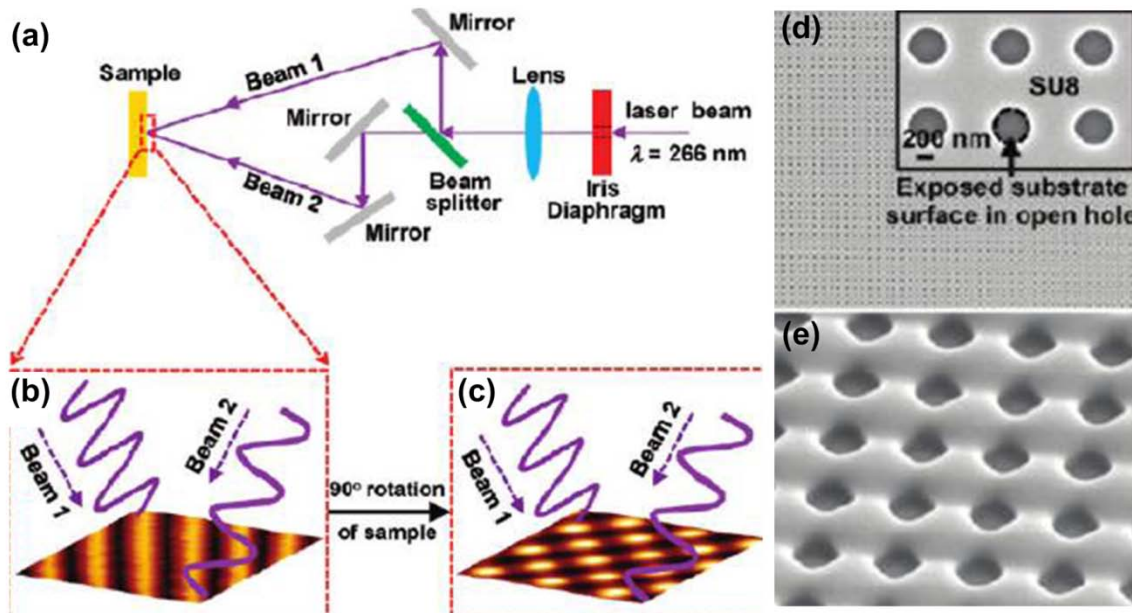 (a)
Mirror
Sample
Beam 1
Lens
Mirror
laser beam
λ = 266 nm
Beam 2
Beam
splitter
Iris
Diaphragm
Mirror
(b)
Beam 1
Beam 2
90° rotation
of sample
(c)
Beam 1
Beam 2
(d)
SU8
200 nm
Exposed substrate
surface in open hole
(e)